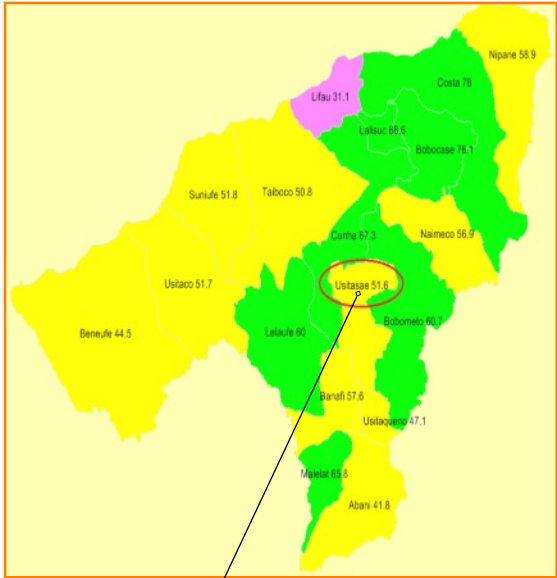 Nipane 58.9
Costa 78
Lifau 31.1
Lalisuc 66.6
Bobocase 76.1
Suniufe 51.8
Taiboco 50.8
Cunha 67.3
Naimeco 56.9
Usitaco 51.7
Usitasae 51.6
Beneufe 44.5
Lelaufe 60
Bobometo 60.7
Banafi 57.6
Usitaqueno 47.1
Malelat 65.8
Abani 41.8